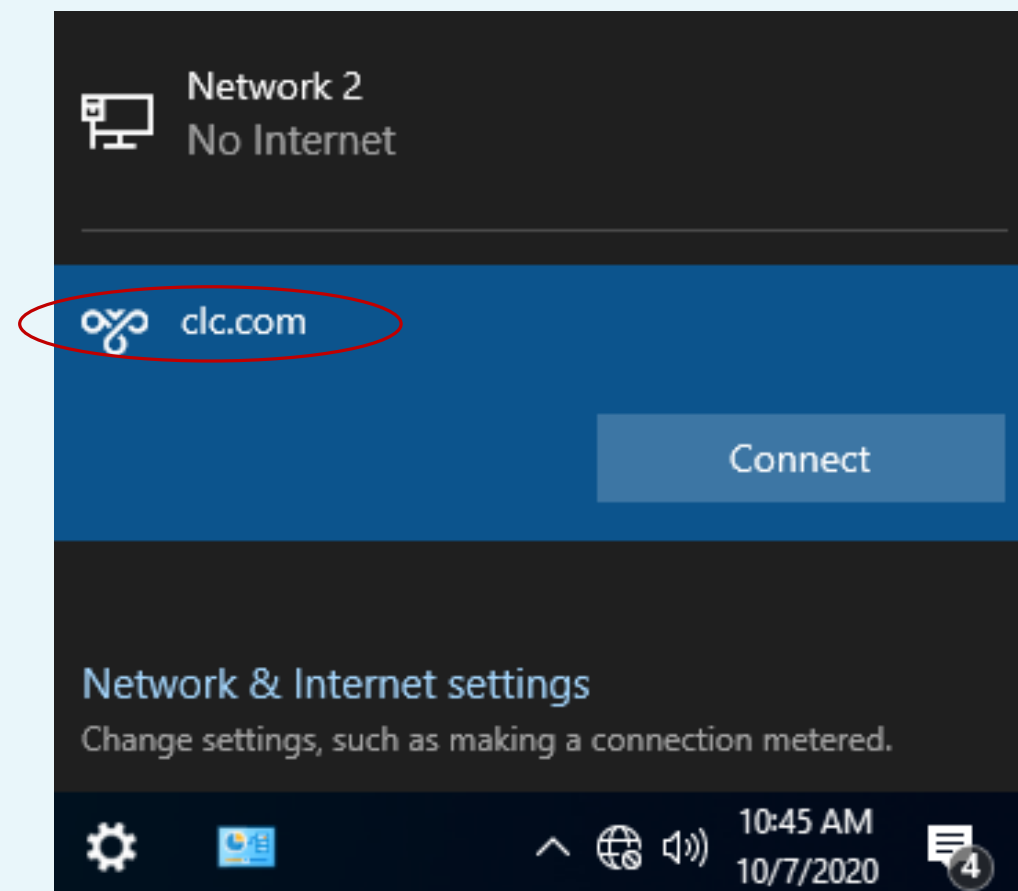 Network 2
No Internet
clc.com
Connect
Network & Internet settings
Change settings, such as making a connection metered.
10:45 AM
10/7/2020
4